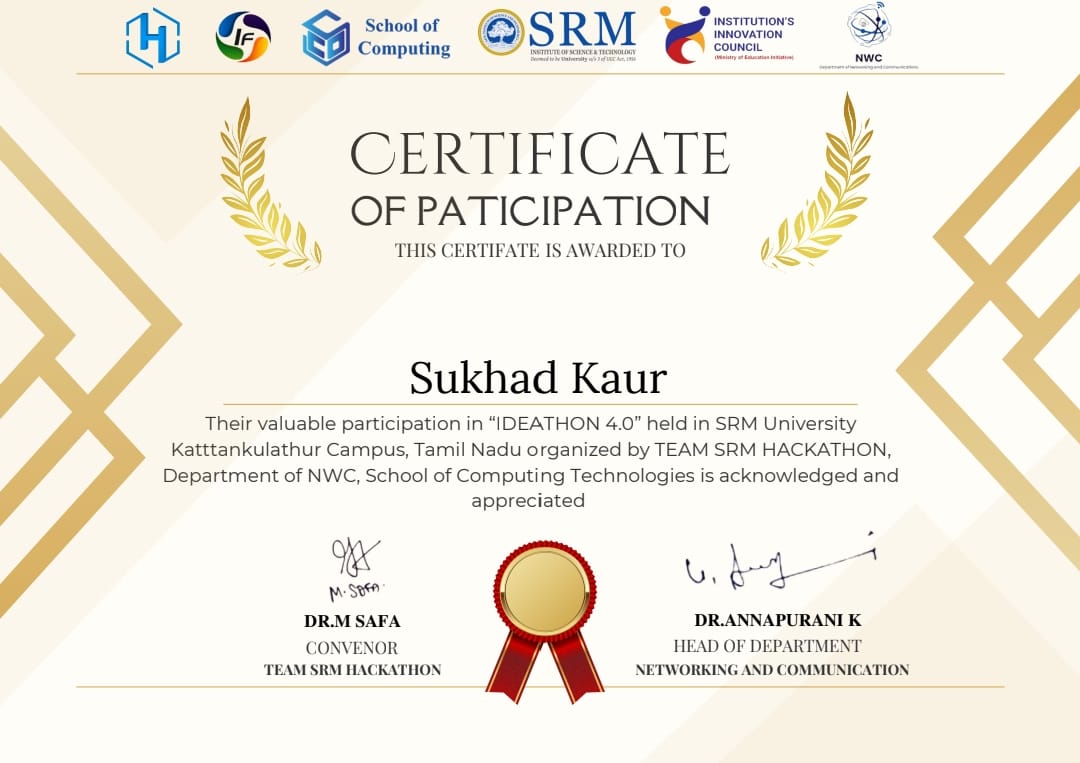 School of
Computing
SRM
INSTITUTE OF SCIENCE & TECHNOLOGY
Deemed to be University u/s 3 of UGC Act, 1956
INSTITUTION'S
INNOVATION
COUNCIL
(Ministry of Education Initiative)
NWC
Department of Networking and Communications
IF
CERTIFICATE
OF PATICIPATION
THIS CERTIFATE IS AWARDED TO
Sukhad Kaur
Their valuable participation in “IDEATHON 4.0” held in SRM University
Katttankulathur Campus, Tamil Nadu organized by TEAM SRM HACKATHON,
Department of NWC, School of Computing Technologies is acknowledged and
appreciated
M. SAFA.
DR.M SAFA
CONVENOR
TEAM SRM HACKATHON
DR.ANNAPURANI K
HEAD OF DEPARTMENT
NETWORKING AND COMMUNICATION